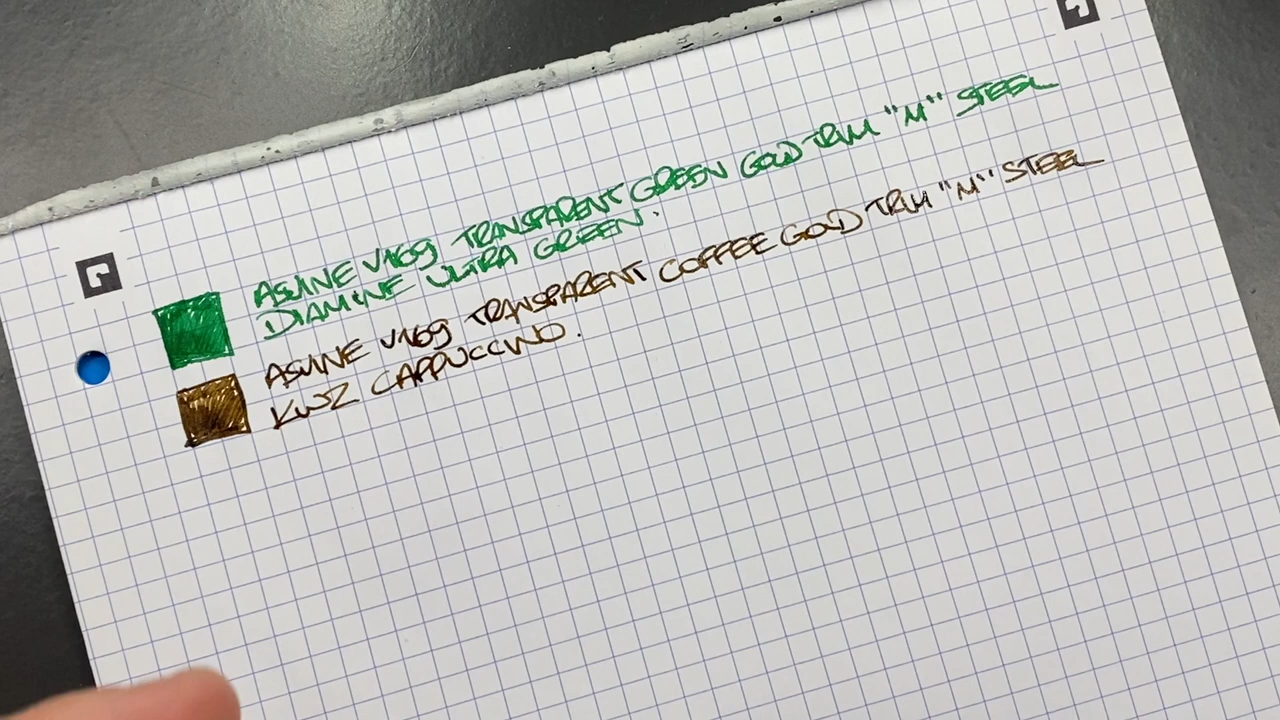 ASVINE V169 TRANSPARENT GREEN GOLD TRIM "M" STEEL
DIAMINE ULTRA GREEN.
ASVINE V169 TRANSPARENT COFFEE GOLD TRIM "M" STEEL
KWZ CAPPUCCINO.